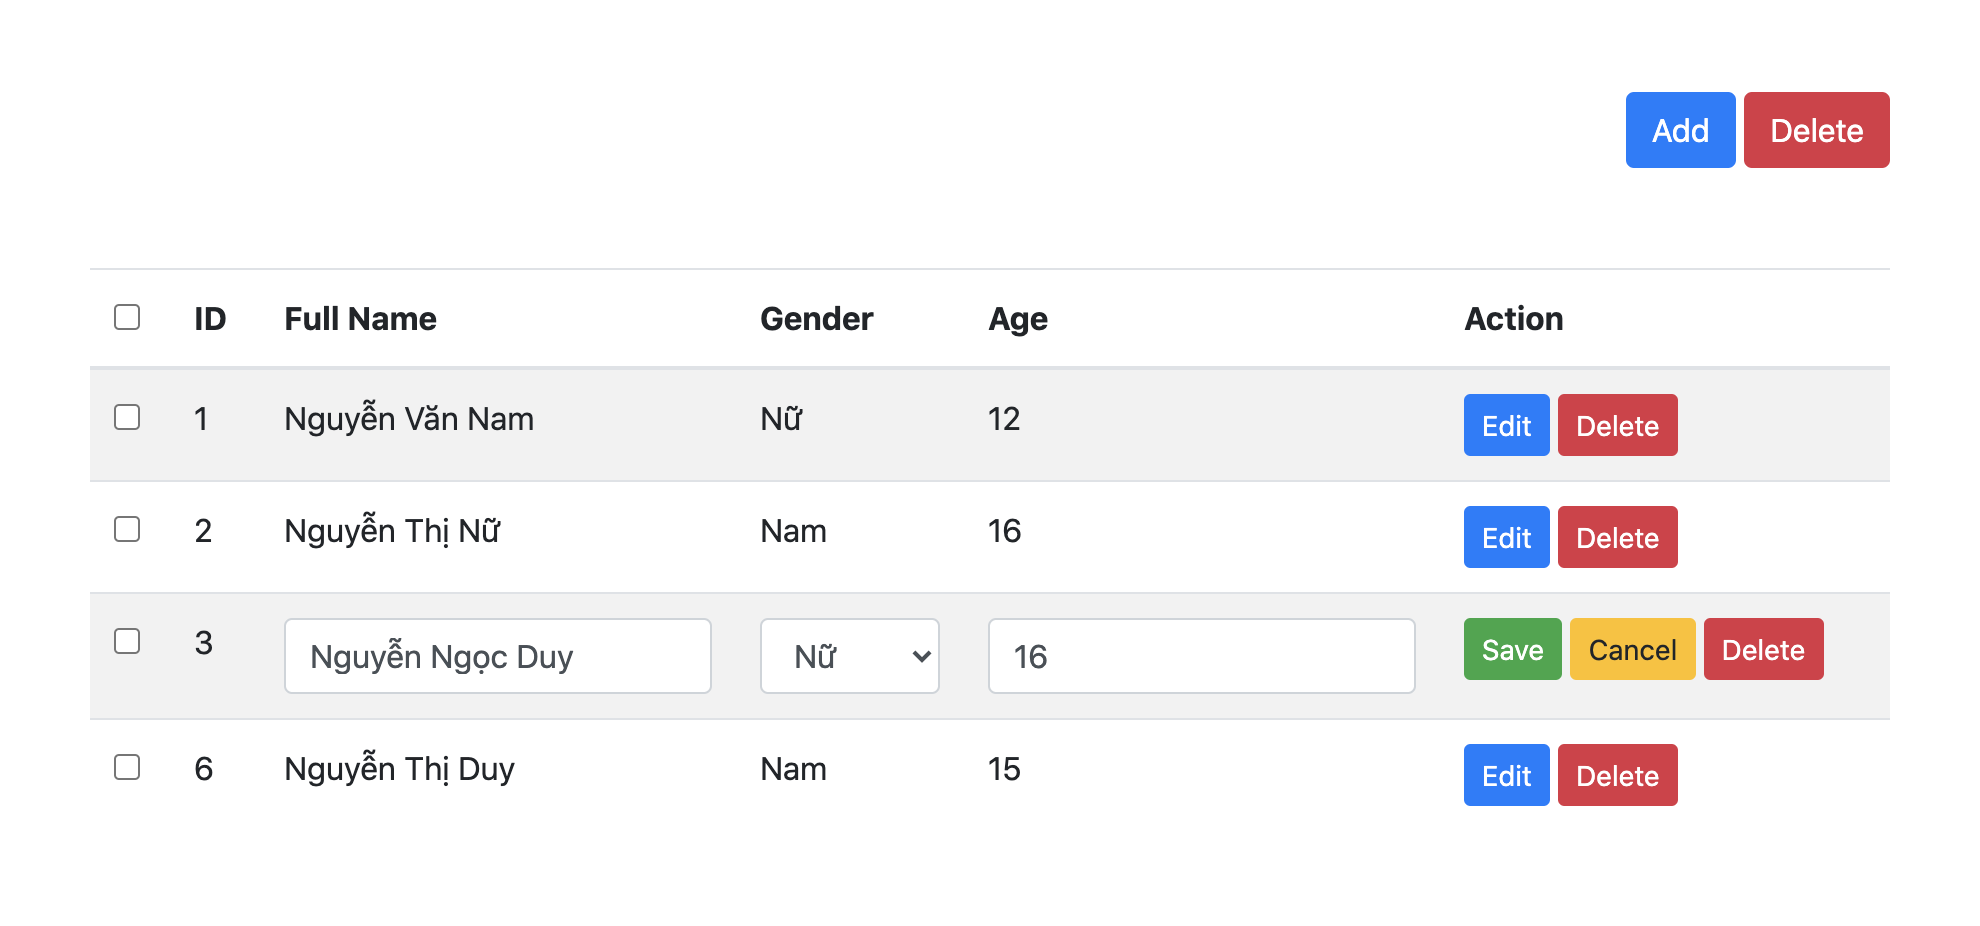 Add Delete
ID Full Name Gender Age Action
1 Nguyễn Văn Nam Nữ 12 Edit Delete
2 Nguyễn Thị Nữ Nam 16 Edit Delete
3 Nguyễn Ngọc Duy Nữ 16 Save Cancel Delete
6 Nguyễn Thị Duy Nam 15 Edit Delete